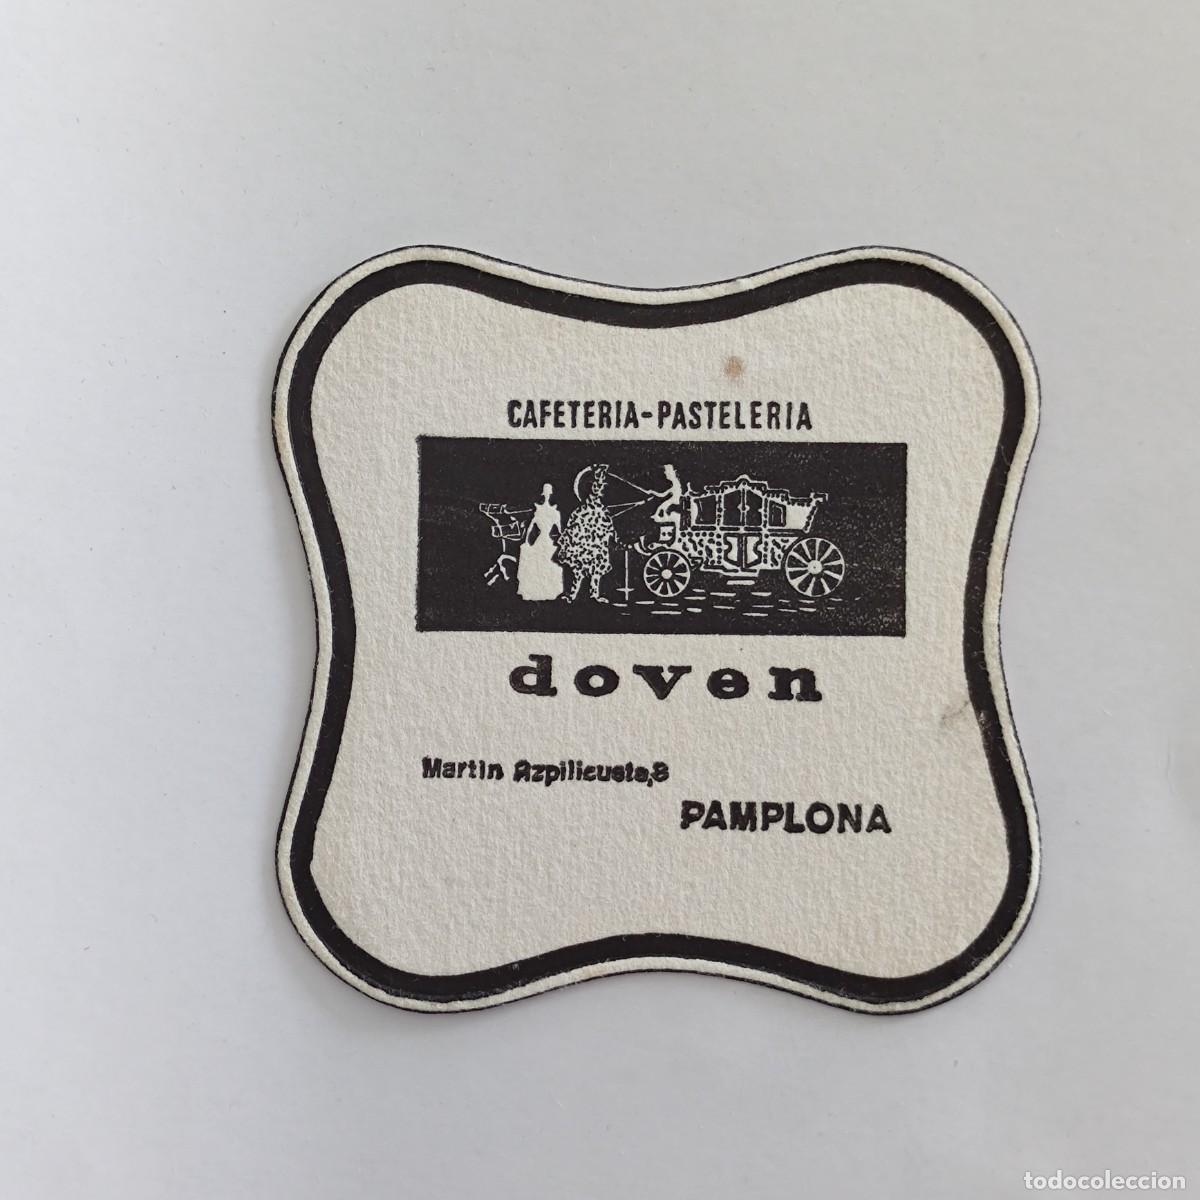 CAFETERIA-PASTELERIA
doven
Martin Azpilicueta,8
PAMPLONA
todocoleccion